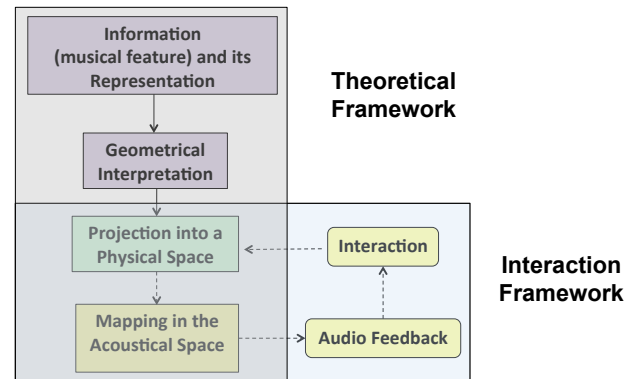 Information
(musical feature) and its
Representation
Theoretical
Framework
Geometrical
Interpretation
Projection into a
Physical Space
Interaction
Interaction
Framework
Mapping in the
Acoustical Space
Audio Feedback